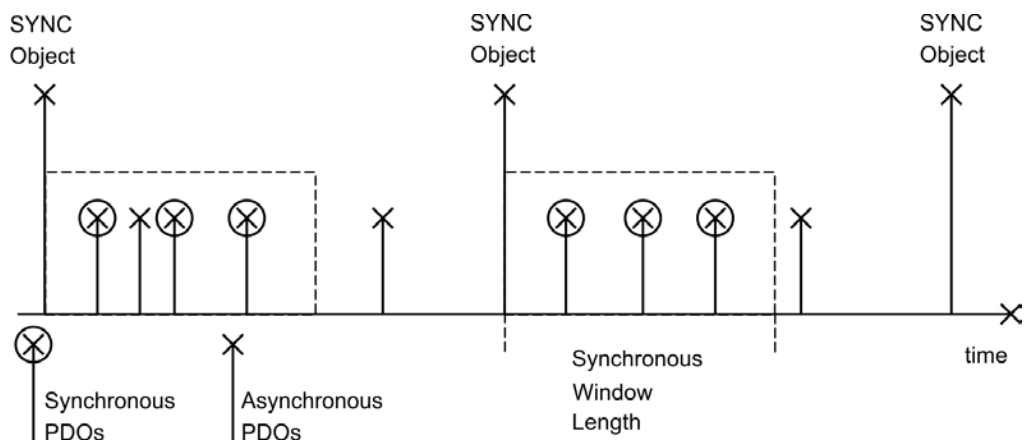 SYNC
Object
SYNC
Object
SYNC
Object
time
Synchronous
Window
Length
Synchronous
PDOs
Asynchronous
PDOs